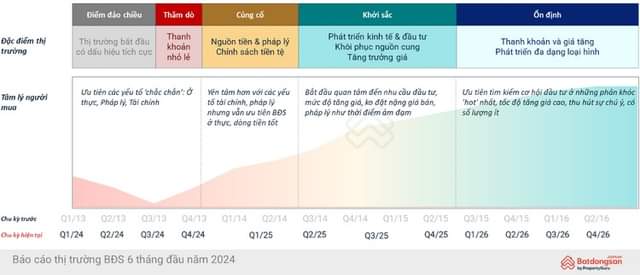 Điểm đảo chiều
Thăm dò
Củng cố
Khởi sắc
Ổn định
Đặc điểm thị
trường
Thị trường bắt đầu
có dấu hiệu tích cực
Thanh
khoản
nhỏ lẻ
Nguồn tiền & pháp lý
Chính sách tiền tệ
Phát triển kinh tế & đầu tư
Khôi phục nguồn cung
Tăng trưởng giá
Thanh khoản và giá tăng
Phát triển đa dạng loại hình
Tâm lý người
mua
Ưu tiên các yếu tố 'chắc chắn': Ở
thực, Pháp lý, Tài chính
Yên tâm hơn với các yếu
tố tài chính, pháp lý
nhưng vẫn ưu tiên BĐS
ở thực, dòng tiền tốt
Bắt đầu quan tâm đến nhu cầu đầu tư,
mức độ tăng giá, ko đặt nặng giá bán,
pháp lý như thời điểm ảm đạm
Ưu tiên tìm kiếm cơ hội đầu tư ở những phân khúc
'hot' nhất, tốc độ tăng giá cao, thu hút sự chú ý, có
số lượng ít
Chu kỳ trước
Q1/13 Q2/13 Q3/13 Q4/13 Q1/14 Q2/14 Q3/14 Q4/14 Q1/15 Q2/15 Q3/15 Q4/15 Q1/16 Q2/16
Chu kỳ hiện tại
Q1/24 Q2/24 Q3/24 Q4/24 Q1/25 Q2/25 Q3/25 Q4/25 Q1/26 Q2/26 Q3/26 Q4/26
Báo cáo thị trường BĐS 6 tháng đầu năm 2024
Batdongsan
by PropertyGuru